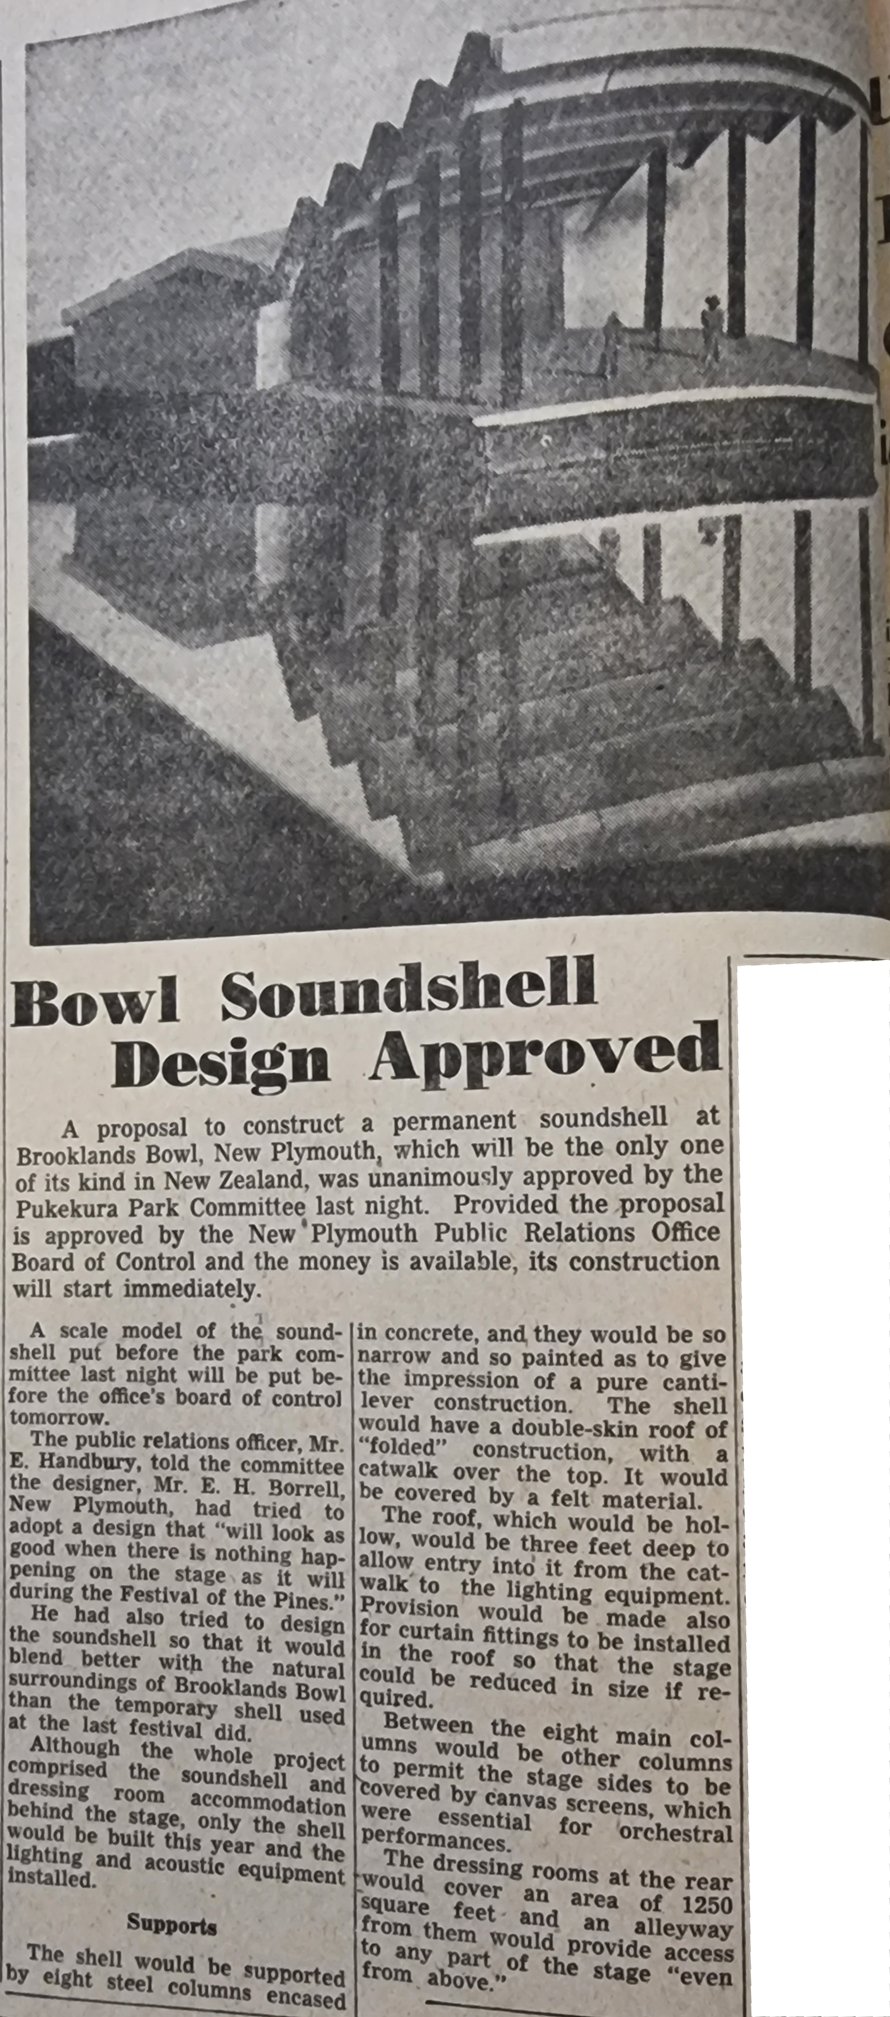 Bowl Soundshell
Design Approved
A proposal to construct a permanent soundshell at
Brooklands Bowl, New Plymouth, which will be the only one
of its kind in New Zealand, was unanimously approved by the
Pukekura Park Committee last night. Provided the proposal
is approved by the New Plymouth Public Relations Office
Board of Control and the money is available, its construction
will start immediately.
A scale model of the sound-
shell put before the park com-
mittee last night will be put be-
fore the office's board of control
tomorrow.
The public relations officer, Mr.
E. Handbury, told the committee
the designer, Mr. E. H. Borrell,
New Plymouth, had tried to
adopt a design that "will look as
good when there is nothing hap-
pening on the stage as it will
during the Festival of the Pines."
He had also tried to design
the soundshell so that it would
blend better with the natural
surroundings of Brooklands Bowl
than the temporary shell used
at the last festival did.
Although the whole project
comprised the soundshell and
dressing room accommodation
behind the stage, only the shell
would be built this year and the
lighting and acoustic equipment
installed.
Supports
The shell would be supported
by eight steel columns encased
in concrete, and they would be so
narrow and so painted as to give
the impression of a pure canti-
lever construction. The shell
would have a double-skin roof of
"folded" construction, with a
catwalk over the top. It would
be covered by a felt material.
The roof, which would be hol-
low, would be three feet deep to
allow entry into it from the cat-
walk to the lighting equipment.
Provision would be made also
for curtain fittings to be installed
in the roof so that the stage
could be reduced in size if re-
quired.
Between the eight main col-
umns would be other columns
to permit the stage sides to be
covered by canvas screens, which
were essential for orchestral
performances.
The dressing rooms at the rear
would cover an area of 1250
square feet and an alleyway
from them would provide access
to any part of the stage "even
from above."